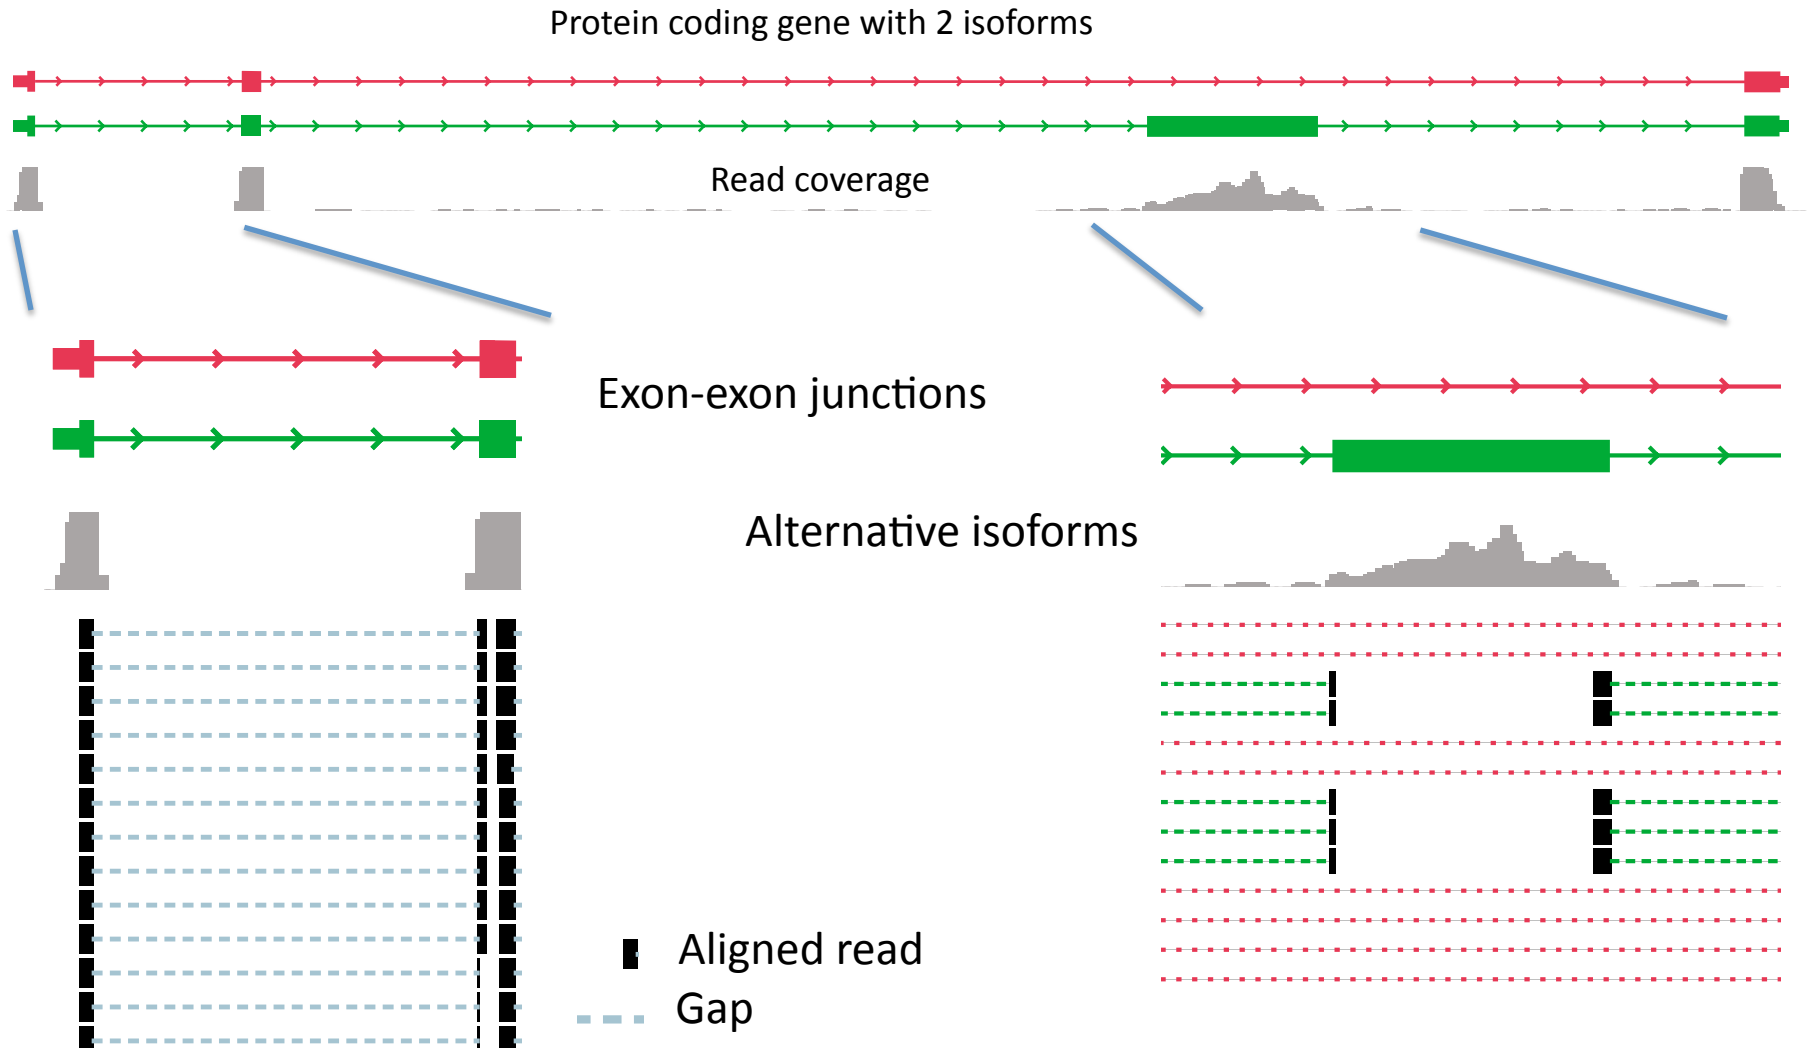 Protein coding gene with 2 isoforms
Read coverage
Exon-exon junctions
Alternative isoforms
Aligned read
Gap